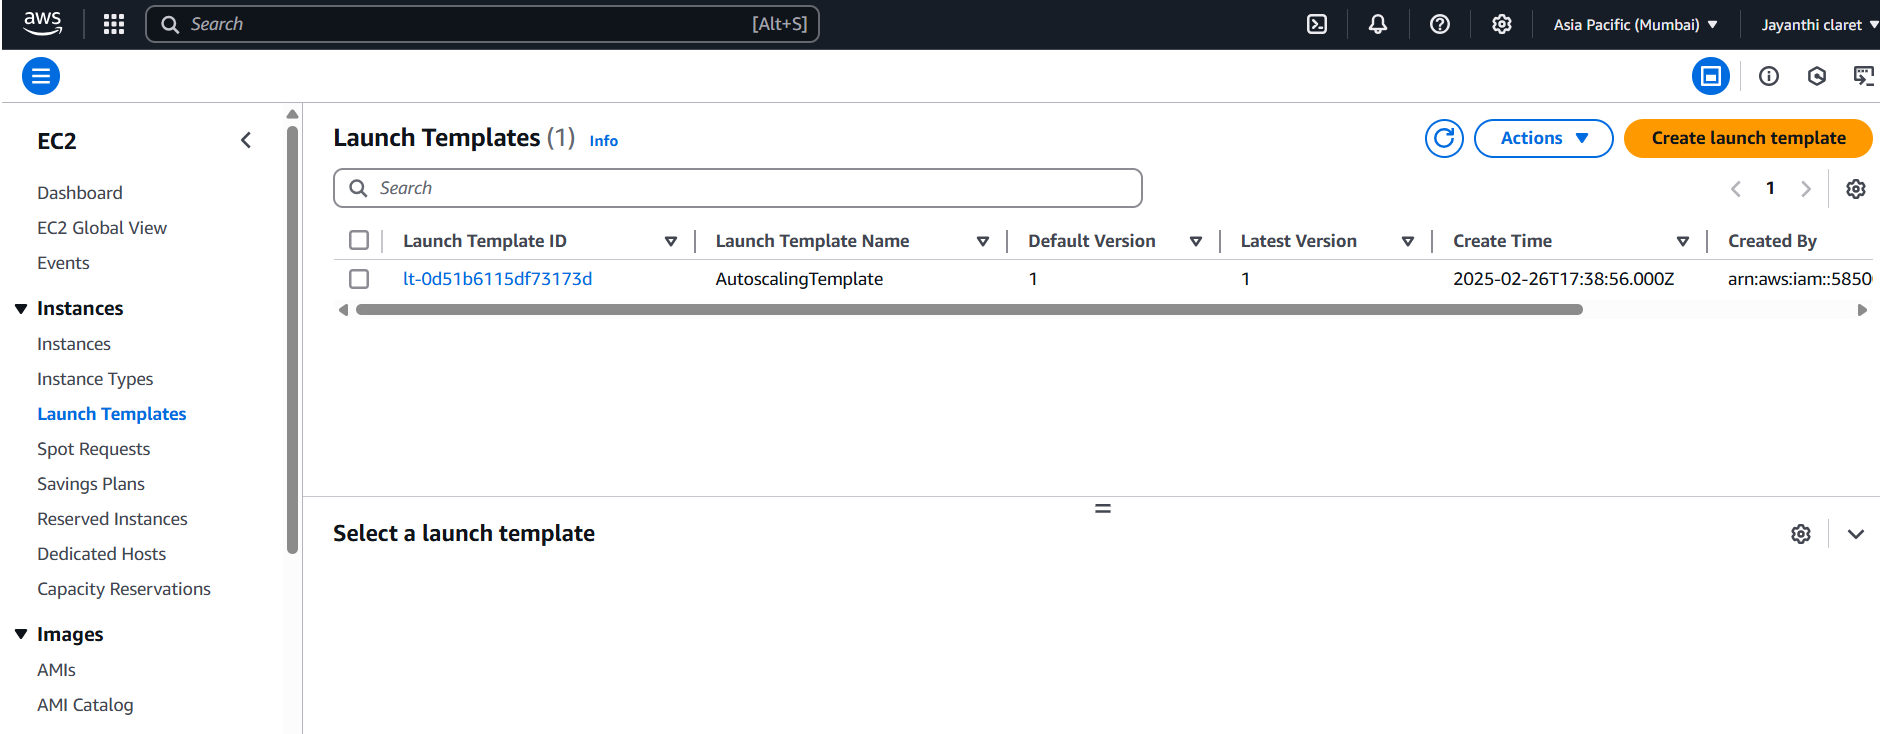 aws
Search [Alt+S]
Asia Pacific (Mumbai)
Jayanthi claret
EC2
Dashboard
EC2 Global View
Events
Instances
Instances
Instance Types
Launch Templates
Spot Requests
Savings Plans
Reserved Instances
Dedicated Hosts
Capacity Reservations
Images
AMIs
AMI Catalog
Launch Templates (1) Info
Actions
Create launch template
Search
1
Launch Template ID Launch Template Name Default Version Latest Version Create Time Created By
lt-0d51b6115df73173d AutoscalingTemplate 1 1 2025-02-26T17:38:56.000Z arn:aws:iam::5850
Select a launch template